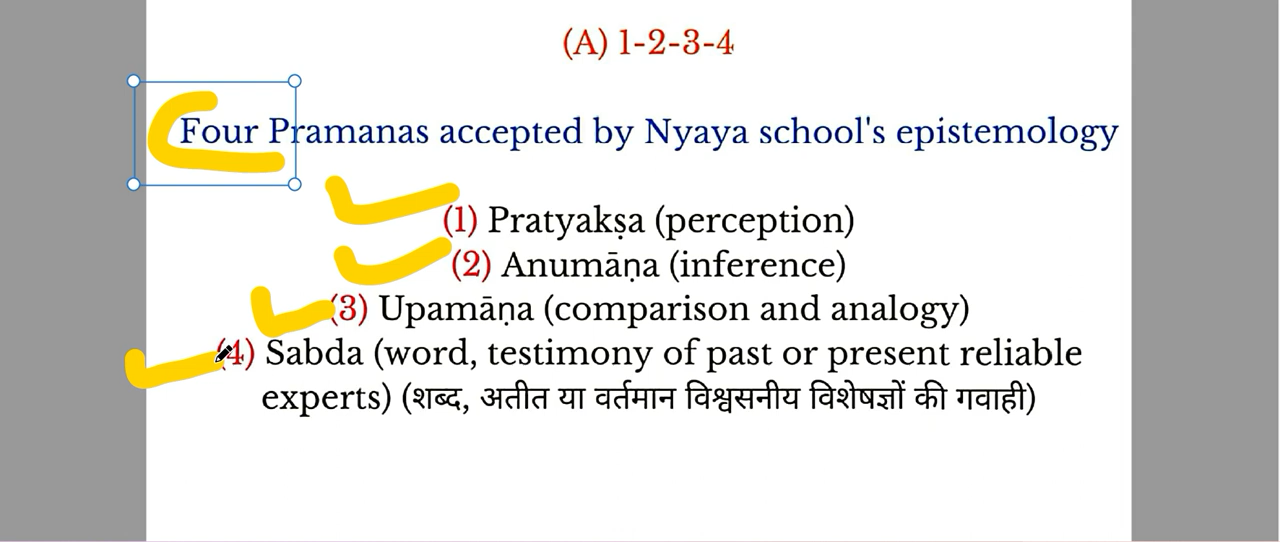 (A) 1-2-3-4
Four Pramanas accepted by Nyaya school's epistemology
(1) Pratyakṣa (perception)
(2) Anumāṇa (inference)
(3) Upamāṇa (comparison and analogy)
(4) Sabda (word, testimony of past or present reliable
experts) (शब्द, अतीत या वर्तमान विश्वसनीय विशेषज्ञों की गवाही)